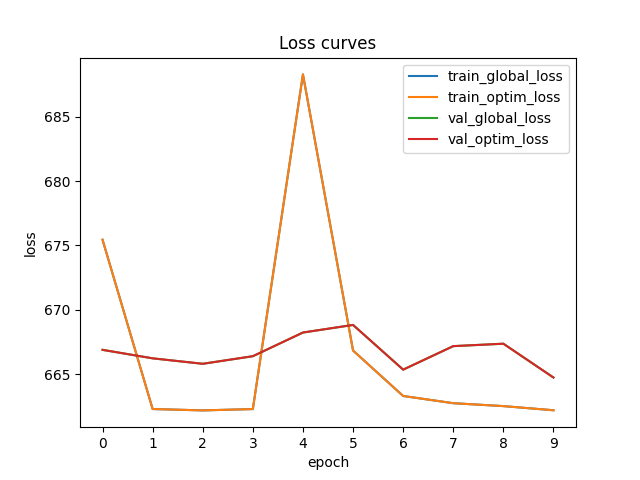 Loss curves
train_global_loss
train_optim_loss
val_global_loss
val_optim_loss
685
680
675
670
665
loss
0 1 2 3 4 5 6 7 8 9
epoch